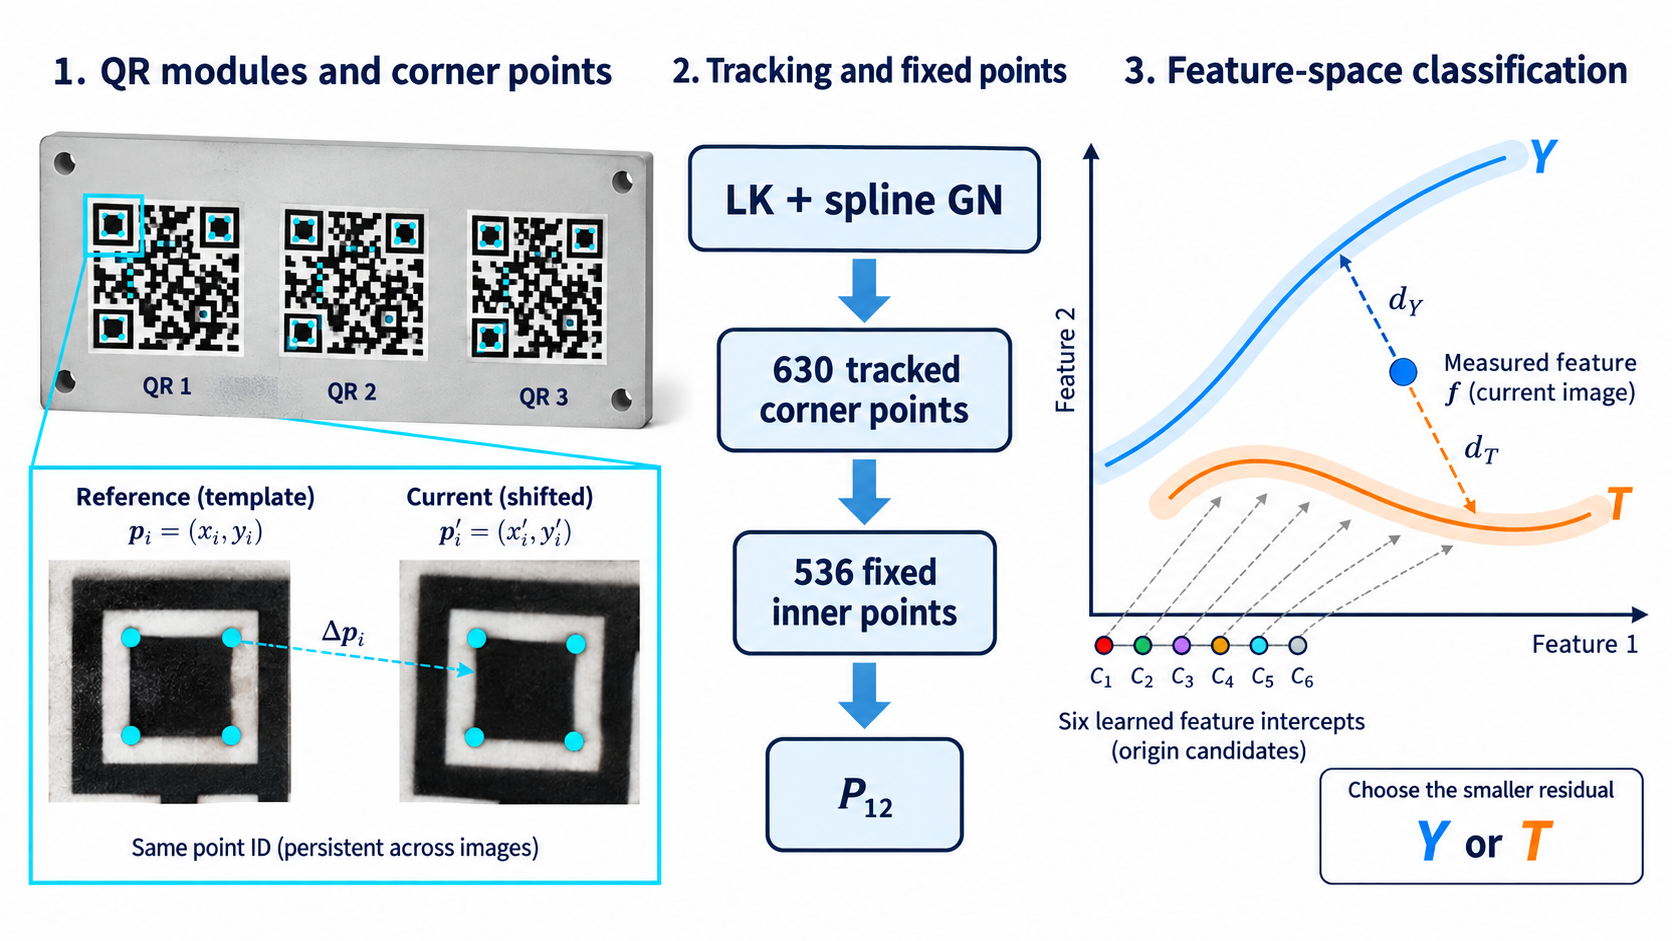 1. QR modules and corner points
QR 1
QR 2
QR 3
Reference (template)
pᵢ = (xᵢ, yᵢ)
Current (shifted)
p′ᵢ = (x′ᵢ, y′ᵢ)
Δpᵢ
Same point ID (persistent across images)
2. Tracking and fixed points
LK + spline GN
630 tracked
corner points
536 fixed
inner points
P₁₂
3. Feature-space classification
Feature 2
Y
d_Y
Measured feature
f (current image)
d_T
T
Feature 1
C₁ C₂ C₃ C₄ C₅ C₆
Six learned feature intercepts
(origin candidates)
Choose the smaller residual
Y or T